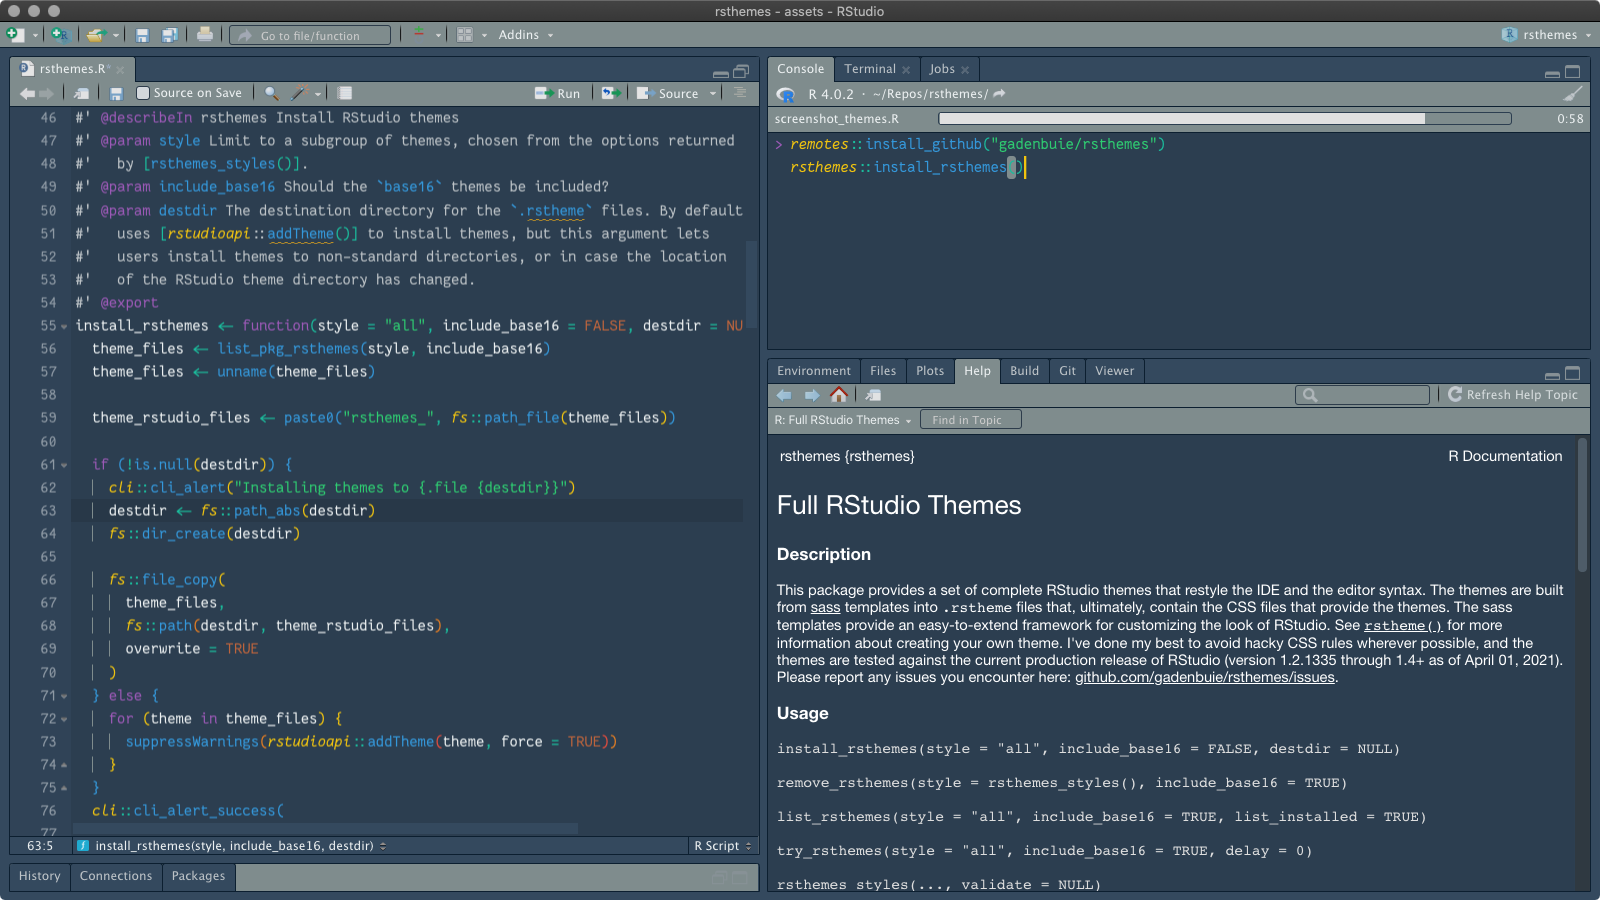 rsthemes - assets - RStudio
Go to file/function
Addins
rsthemes
rsthemes.R*
Source on Save
Run
Source
46 #' @describeIn rsthemes Install RStudio themes
47 #' @param style Limit to a subgroup of themes, chosen from the options returned
48 #'   by [rsthemes_styles()].
49 #' @param include_base16 Should the `base16` themes be included?
50 #' @param destdir The destination directory for the `.rstheme` files. By default
51 #'   uses [rstudioapi::addTheme()] to install themes, but this argument lets
52 #'   users install themes to non-standard directories, or in case the location
53 #'   of the RStudio theme directory has changed.
54 #' @export
55 install_rsthemes <- function(style = "all", include_base16 = FALSE, destdir = NU
56   theme_files <- list_pkg_rsthemes(style, include_base16)
57   theme_files <- unname(theme_files)
58
59   theme_rstudio_files <- paste0("rsthemes_", fs::path_file(theme_files))
60
61   if (!is.null(destdir)) {
62     cli::cli_alert("Installing themes to {.file {destdir}}")
63     destdir <- fs::path_abs(destdir)
64     fs::dir_create(destdir)
65
66     fs::file_copy(
67       theme_files,
68       fs::path(destdir, theme_rstudio_files),
69       overwrite = TRUE
70     )
71   } else {
72     for (theme in theme_files) {
73       suppressWarnings(rstudioapi::addTheme(theme, force = TRUE))
74     }
75   }
76   cli::cli_alert_success(
77
63:5 install_rsthemes(style, include_base16, destdir) R Script
History Connections Packages
Console Terminal Jobs
R 4.0.2 · ~/Repos/rsthemes/
screenshot_themes.R 0:58
> remotes::install_github("gadenbuie/rsthemes")
rsthemes::install_rsthemes()
Environment Files Plots Help Build Git Viewer
Refresh Help Topic
R: Full RStudio Themes Find in Topic
rsthemes {rsthemes} R Documentation
Full RStudio Themes
Description
This package provides a set of complete RStudio themes that restyle the IDE and the editor syntax. The themes are built
from sass templates into .rstheme files that, ultimately, contain the CSS files that provide the themes. The sass
templates provide an easy-to-extend framework for customizing the look of RStudio. See rstheme() for more
information about creating your own theme. I've done my best to avoid hacky CSS rules wherever possible, and the
themes are tested against the current production release of RStudio (version 1.2.1335 through 1.4+ as of April 01, 2021).
Please report any issues you encounter here: github.com/gadenbuie/rsthemes/issues.
Usage
install_rsthemes(style = "all", include_base16 = FALSE, destdir = NULL)
remove_rsthemes(style = rsthemes_styles(), include_base16 = TRUE)
list_rsthemes(style = "all", include_base16 = TRUE, list_installed = TRUE)
try_rsthemes(style = "all", include_base16 = TRUE, delay = 0)
rsthemes_styles(..., validate = NULL)